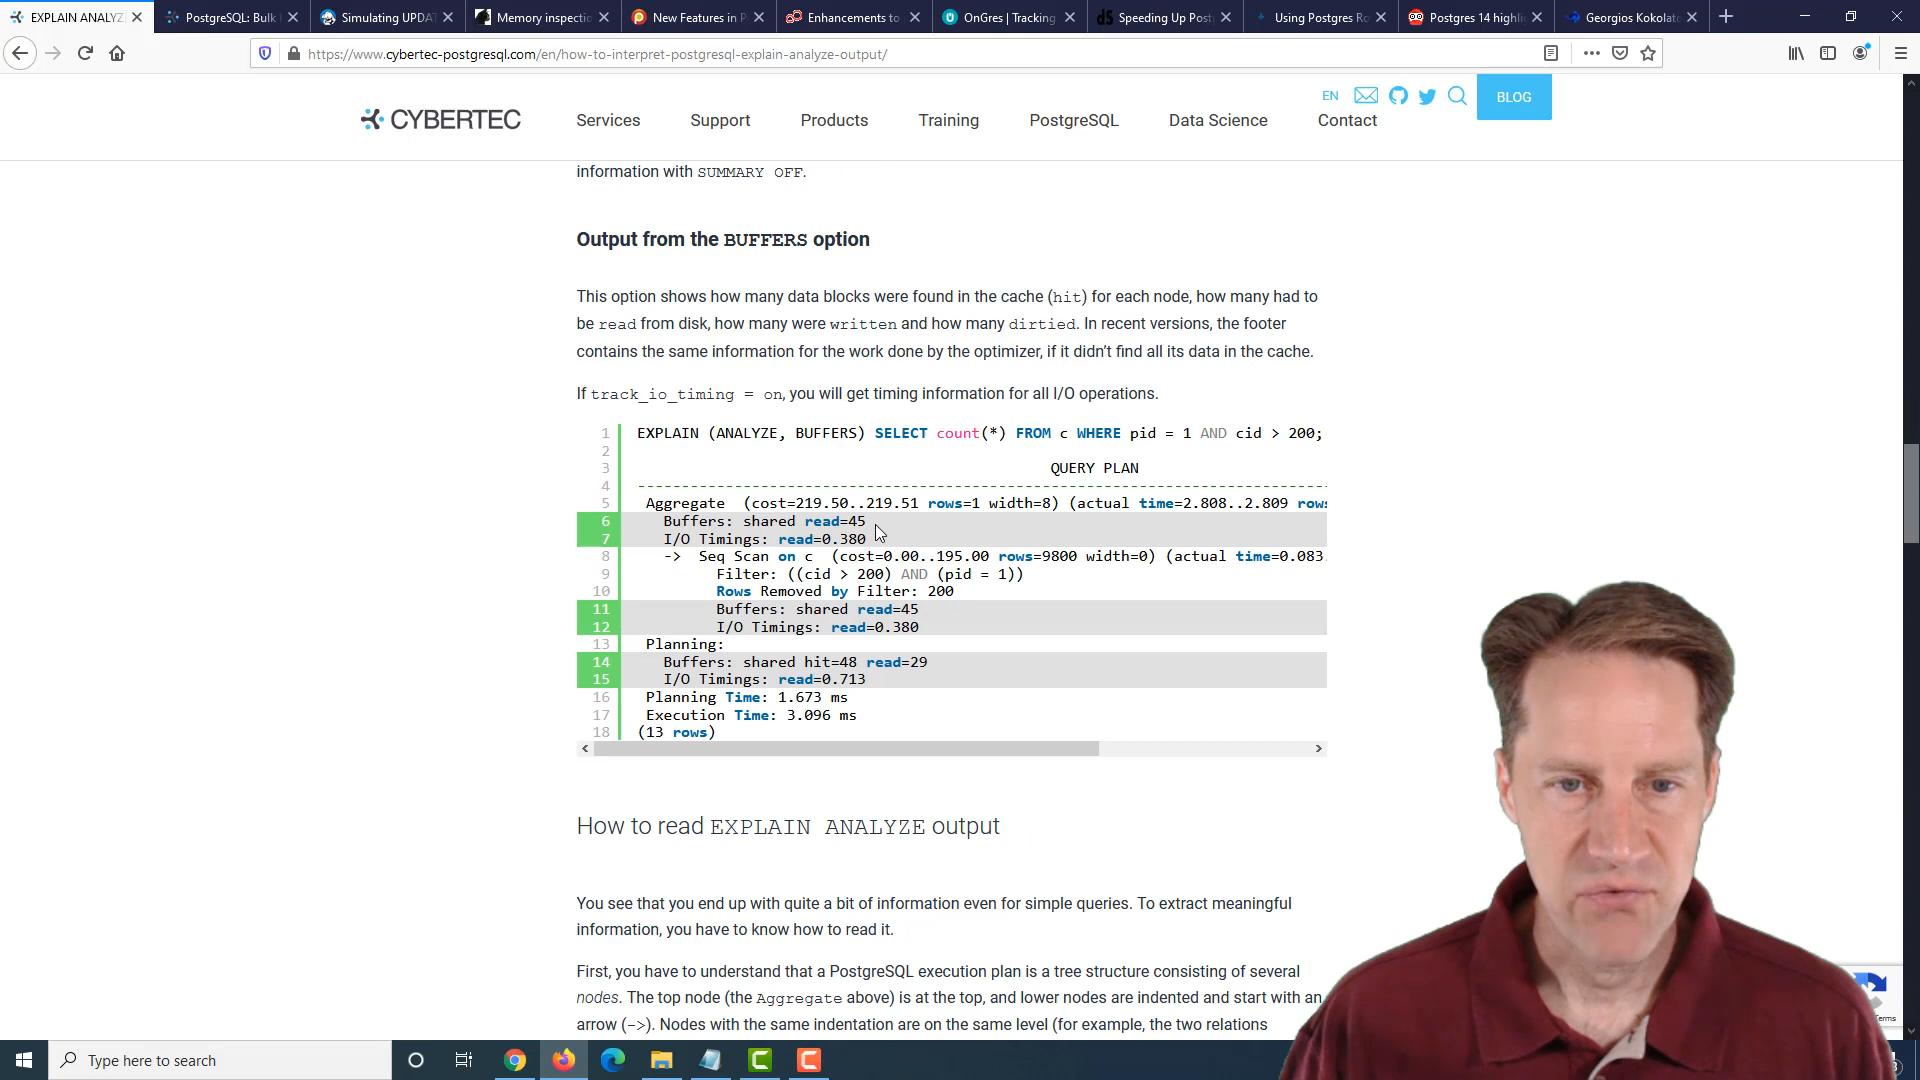 EXPLAIN ANALYZ
PostgreSQL: Bulk
Simulating UPDA
Memory inspectio
New Features in P
Enhancements to
OnGres | Tracking
Speeding Up Post
Using Postgres Ro
Postgres 14 highli
Georgios Kokolato
https://www.cybertec-postgresql.com/en/how-to-interpret-postgresql-explain-analyze-output/
CYBERTEC
EN
BLOG
Services
Support
Products
Training
PostgreSQL
Data Science
Contact
information with SUMMARY OFF.
Output from the BUFFERS option
This option shows how many data blocks were found in the cache (hit) for each node, how many had to
be read from disk, how many were written and how many dirtied. In recent versions, the footer
contains the same information for the work done by the optimizer, if it didn't find all its data in the cache.
If track_io_timing = on, you will get timing information for all I/O operations.
1 EXPLAIN (ANALYZE, BUFFERS) SELECT count(*) FROM c WHERE pid = 1 AND cid > 200;
2
3 QUERY PLAN
4 --------------------------------------------------------------------------------
5 Aggregate (cost=219.50..219.51 rows=1 width=8) (actual time=2.808..2.809 rows
6 Buffers: shared read=45
7 I/O Timings: read=0.380
8 -> Seq Scan on c (cost=0.00..195.00 rows=9800 width=0) (actual time=0.083.
9 Filter: ((cid > 200) AND (pid = 1))
10 Rows Removed by Filter: 200
11 Buffers: shared read=45
12 I/O Timings: read=0.380
13 Planning:
14 Buffers: shared hit=48 read=29
15 I/O Timings: read=0.713
16 Planning Time: 1.673 ms
17 Execution Time: 3.096 ms
18 (13 rows)
How to read EXPLAIN ANALYZE output
You see that you end up with quite a bit of information even for simple queries. To extract meaningful
information, you have to know how to read it.
First, you have to understand that a PostgreSQL execution plan is a tree structure consisting of several
nodes. The top node (the Aggregate above) is at the top, and lower nodes are indented and start with an
arrow (->). Nodes with the same indentation are on the same level (for example, the two relations
Terms
Type here to search